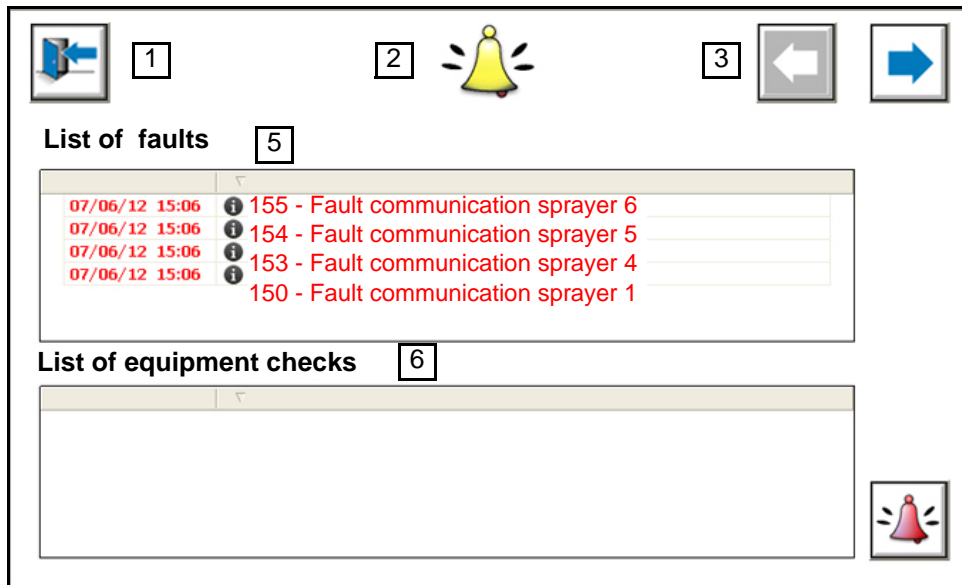 1
2
3
List of faults
5
07/06/12 15:06 155 - Fault communication sprayer 6
07/06/12 15:06 154 - Fault communication sprayer 5
07/06/12 15:06 153 - Fault communication sprayer 4
07/06/12 15:06 150 - Fault communication sprayer 1
List of equipment checks
6